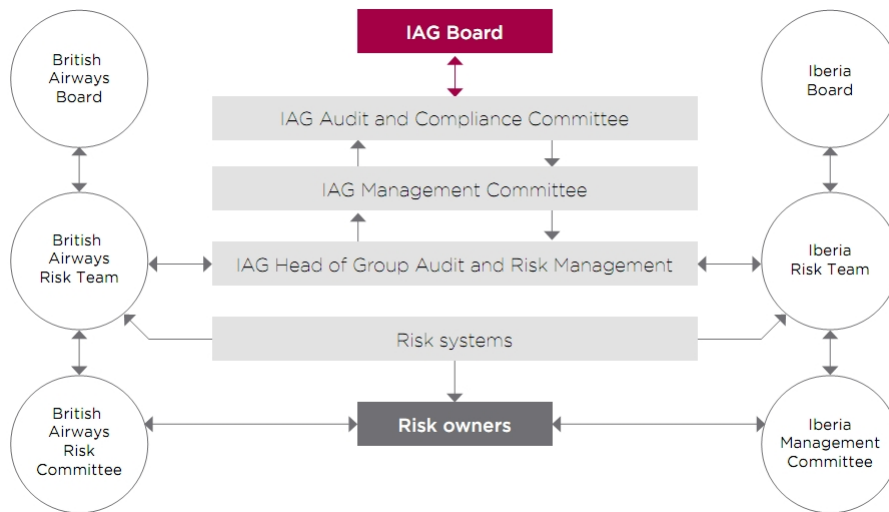 British
Airways
Board
IAG Board
Iberia
Board
IAG Audit and Compliance Committee
IAG Management Committee
British
Airways
Risk Team
IAG Head of Group Audit and Risk Management
Iberia
Risk Team
Risk systems
British
Airways
Risk
Committee
Risk owners
Iberia
Management
Committee